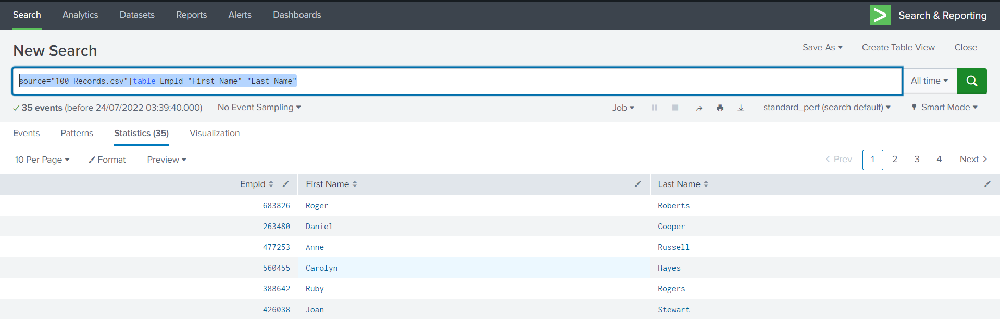 Search Analytics Datasets Reports Alerts Dashboards Search & Reporting
New Search Save As Create Table View Close
source="100 Records.csv"|table EmpId "First Name" "Last Name" All time
35 events (before 24/07/2022 03:39:40.000) No Event Sampling Job standard_perf (search default) Smart Mode
Events Patterns Statistics (35) Visualization
10 Per Page Format Preview Prev 1 2 3 4 Next
EmpId First Name Last Name
683826 Roger Roberts
263480 Daniel Cooper
477253 Anne Russell
560455 Carolyn Hayes
388642 Ruby Rogers
426038 Joan Stewart